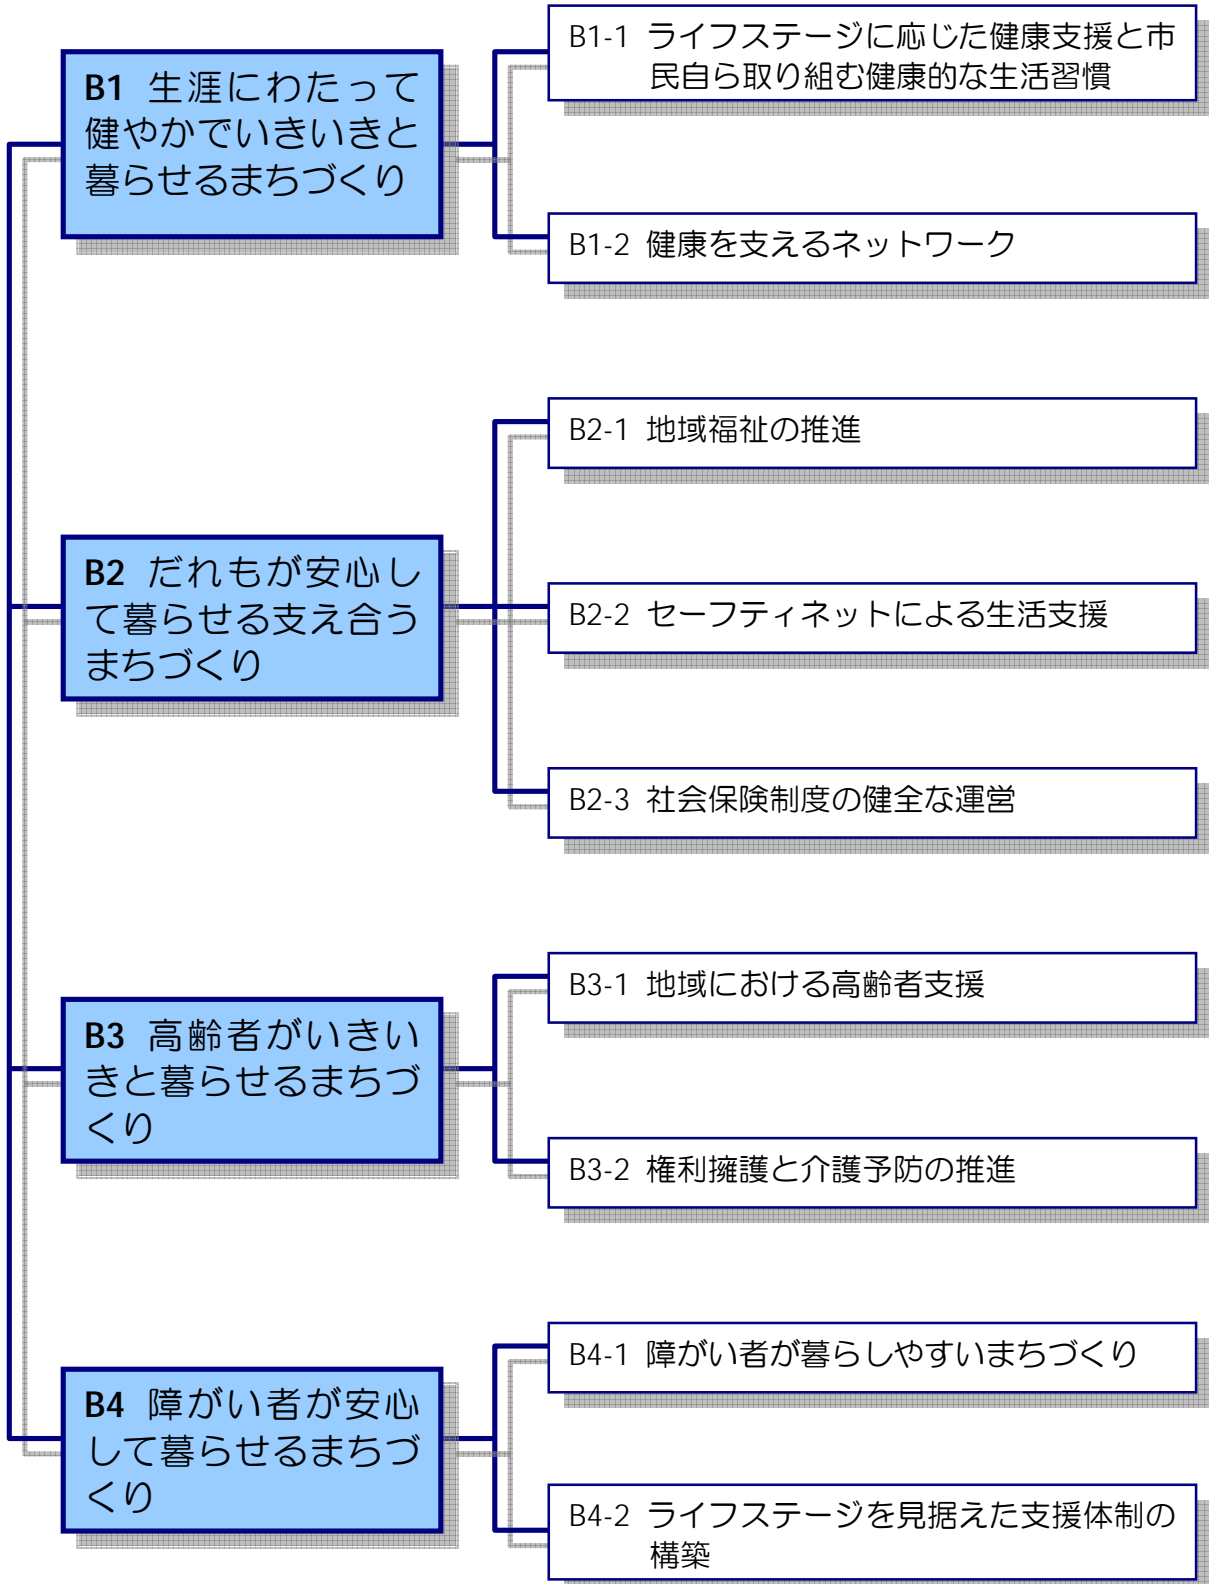 B1 生涯にわたって
健やかでいきいきと
暮らせるまちづくり
B1-1 ライフステージに応じた健康支援と市
民自ら取り組む健康的な生活習慣
B1-2 健康を支えるネットワーク
B2 だれもが安心し
て暮らせる支え合う
まちづくり
B2-1 地域福祉の推進
B2-2 セーフティネットによる生活支援
B2-3 社会保険制度の健全な運営
B3 高齢者がいきい
きと暮らせるまちづ
くり
B3-1 地域における高齢者支援
B3-2 権利擁護と介護予防の推進
B4 障がい者が安心
して暮らせるまちづ
くり
B4-1 障がい者が暮らしやすいまちづくり
B4-2 ライフステージを見据えた支援体制の
構築